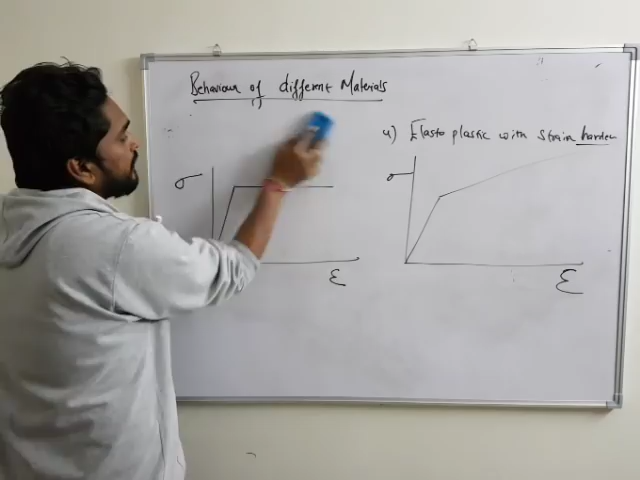 Behaviour of different Materials
4) Elasto plastic with strain harden
σ
ε
σ
ε